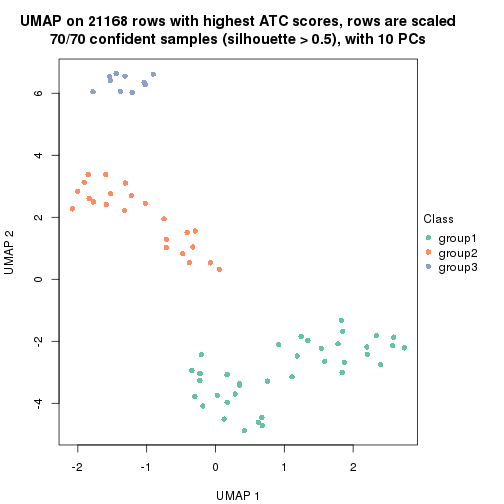 UMAP on 21168 rows with highest ATC scores, rows are scaled
70/70 confident samples (silhouette > 0.5), with 10 PCs
6
4
2
0
-2
-4
UMAP 2
-2
-1
0
1
2
UMAP 1
Class
group1
group2
group3